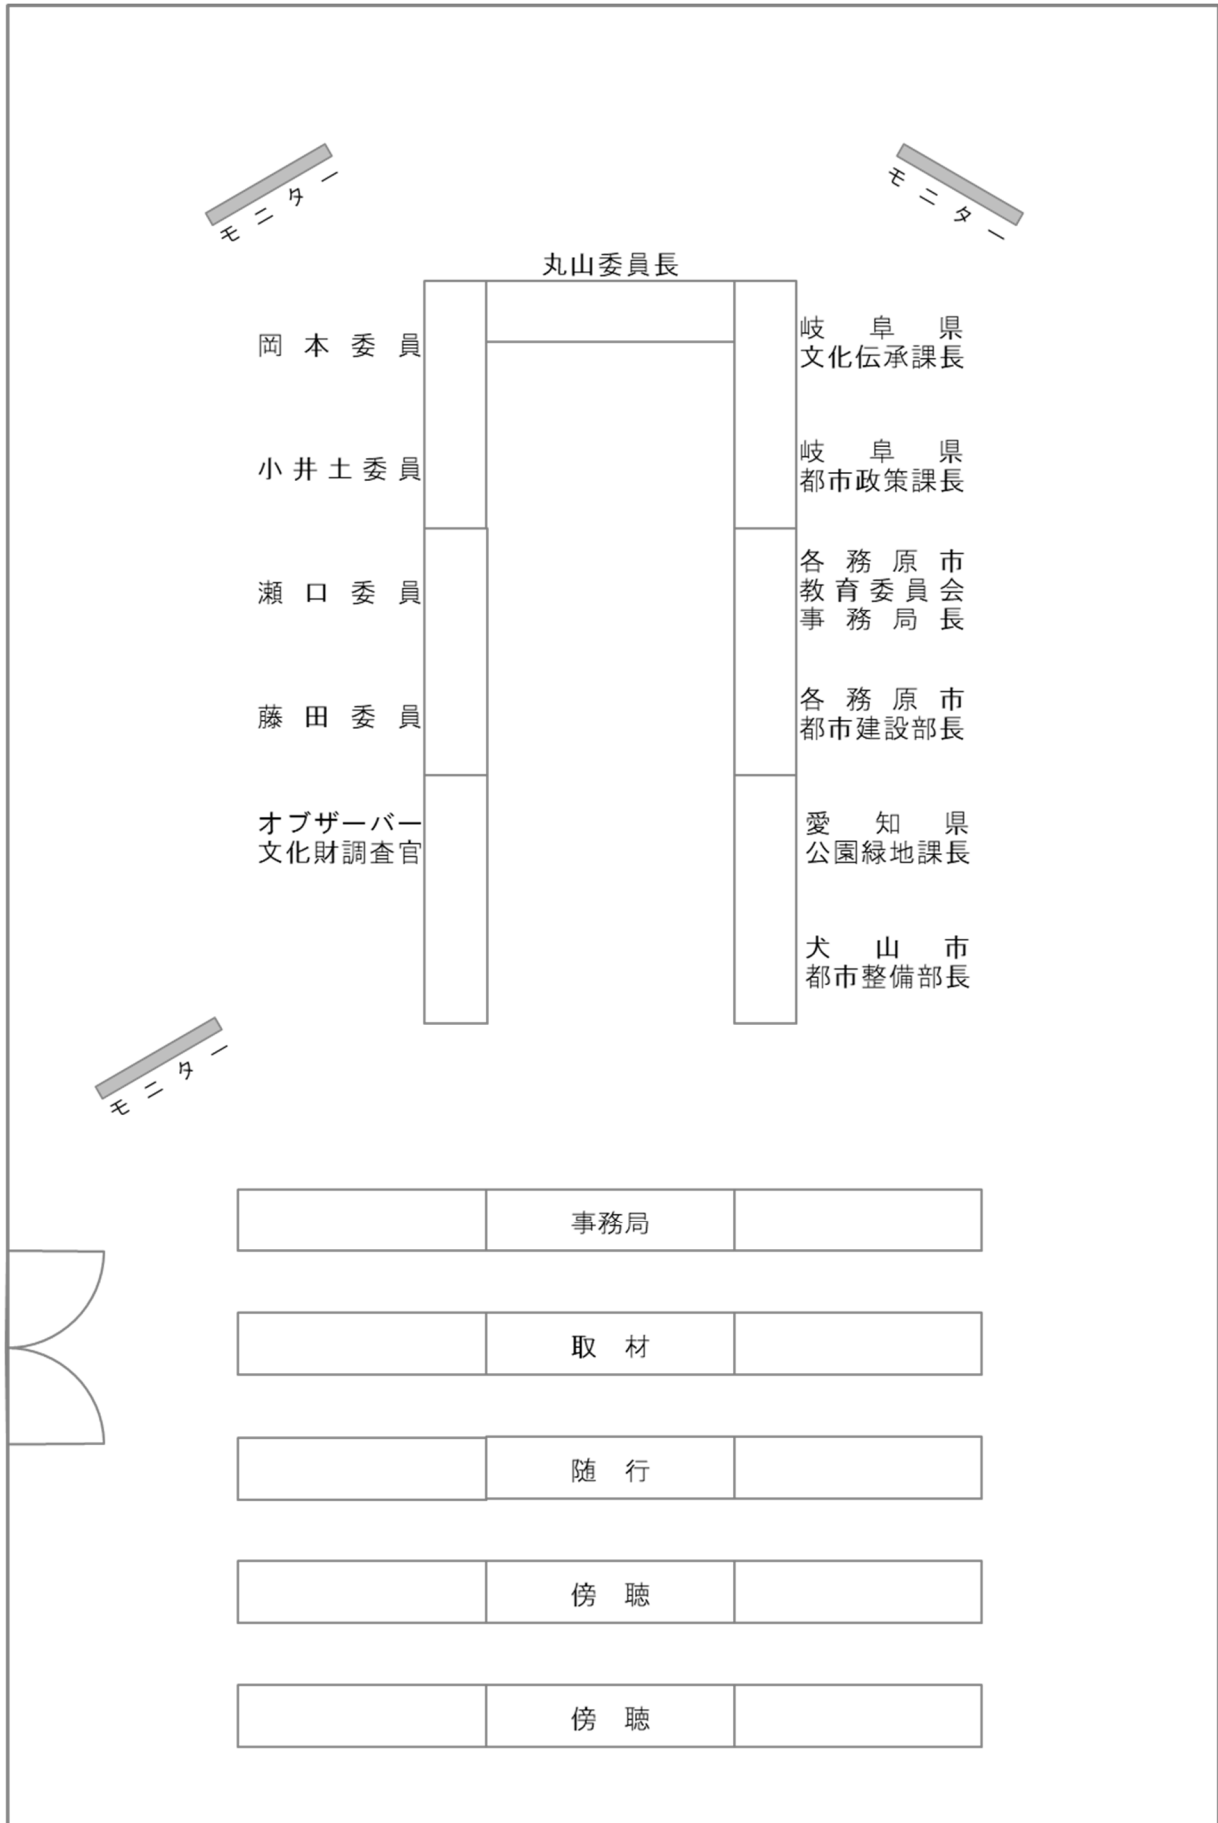 モニター
モニター
丸山委員長
岡本委員
小井土委員
瀬口委員
藤田委員
オブザーバー
文化財調査官
岐阜県
文化伝承課長
岐阜県
都市政策課長
各務原市
教育委員会
事務局長
各務原市
都市建設部長
愛知県
公園緑地課長
犬山市
都市整備部長
モニター
事務局
取材
随行
傍聴
傍聴